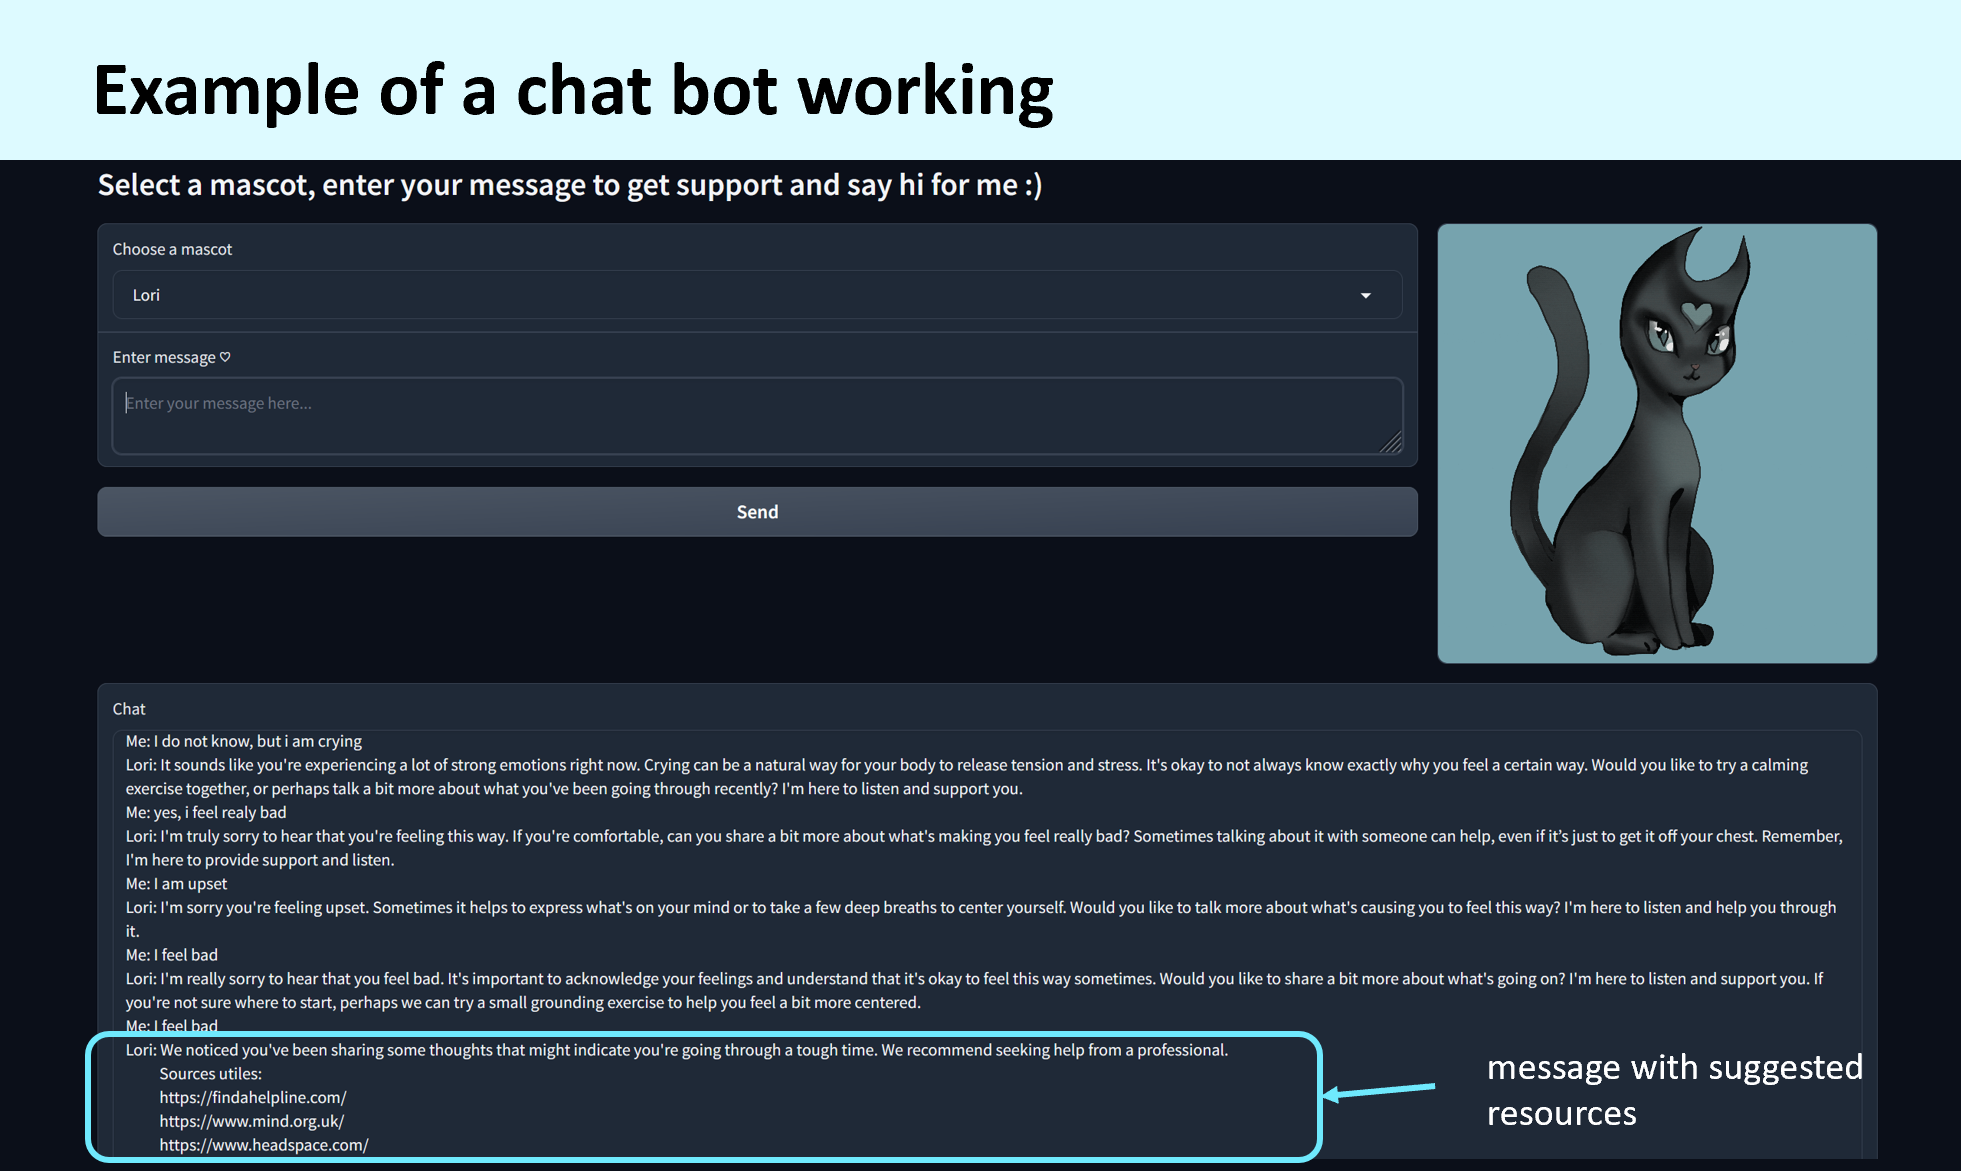 Example of a chat bot working
Select a mascot, enter your message to get support and say hi for me :)
Choose a mascot
Lori
Enter message ♡
Enter your message here...
Send
Chat
Me: I do not know, but i am crying
Lori: It sounds like you're experiencing a lot of strong emotions right now. Crying can be a natural way for your body to release tension and stress. It's okay to not always know exactly why you feel a certain way. Would you like to try a calming
exercise together, or perhaps talk a bit more about what you've been going through recently? I'm here to listen and support you.
Me: yes, i feel realy bad
Lori: I'm truly sorry to hear that you're feeling this way. If you're comfortable, can you share a bit more about what's making you feel really bad? Sometimes talking about it with someone can help, even if it's just to get it off your chest. Remember,
I'm here to provide support and listen.
Me: I am upset
Lori: I'm sorry you're feeling upset. Sometimes it helps to express what's on your mind or to take a few deep breaths to center yourself. Would you like to talk more about what's causing you to feel this way? I'm here to listen and help you through
it.
Me: I feel bad
Lori: I'm really sorry to hear that you feel bad. It's important to acknowledge your feelings and understand that it's okay to feel this way sometimes. Would you like to share a bit more about what's going on? I'm here to listen and support you. If
you're not sure where to start, perhaps we can try a small grounding exercise to help you feel a bit more centered.
Me: I feel bad
Lori: We noticed you've been sharing some thoughts that might indicate you're going through a tough time. We recommend seeking help from a professional.
Sources utiles:
https://findahelpline.com/
https://www.mind.org.uk/
https://www.headspace.com/
message with suggested
resources